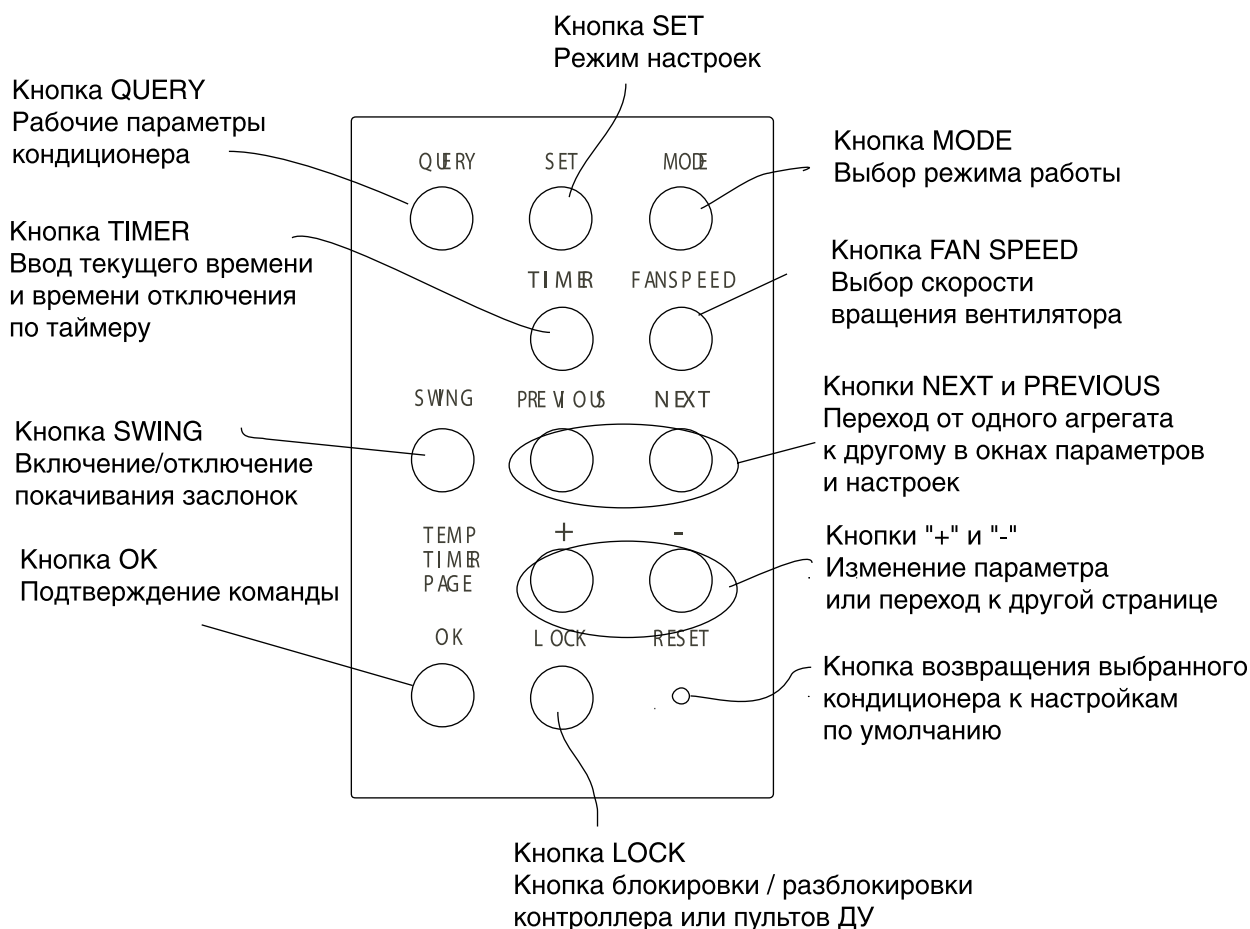 Кнопка SET
Режим настроек
Кнопка QUERY
Рабочие параметры
кондиционера
Кнопка MODE
Выбор режима работы
QUERY SET MODE
Кнопка TIMER
Ввод текущего времени
и времени отключения
по таймеру
Кнопка FAN SPEED
Выбор скорости
вращения вентилятора
TIMER FANSPEED
Кнопки NEXT и PREVIOUS
Переход от одного агрегата
к другому в окнах параметров
и настроек
SWING PREVIOUS NEXT
Кнопка SWING
Включение/отключение
покачивания заслонок
Кнопки "+" и "-"
Изменение параметра
или переход к другой странице
TEMP + -
TIMER
PAGE
Кнопка OK
Подтверждение команды
OK LOCK RESET
Кнопка возвращения выбранного
кондиционера к настройкам
по умолчанию
Кнопка LOCK
Кнопка блокировки / разблокировки
контроллера или пультов ДУ